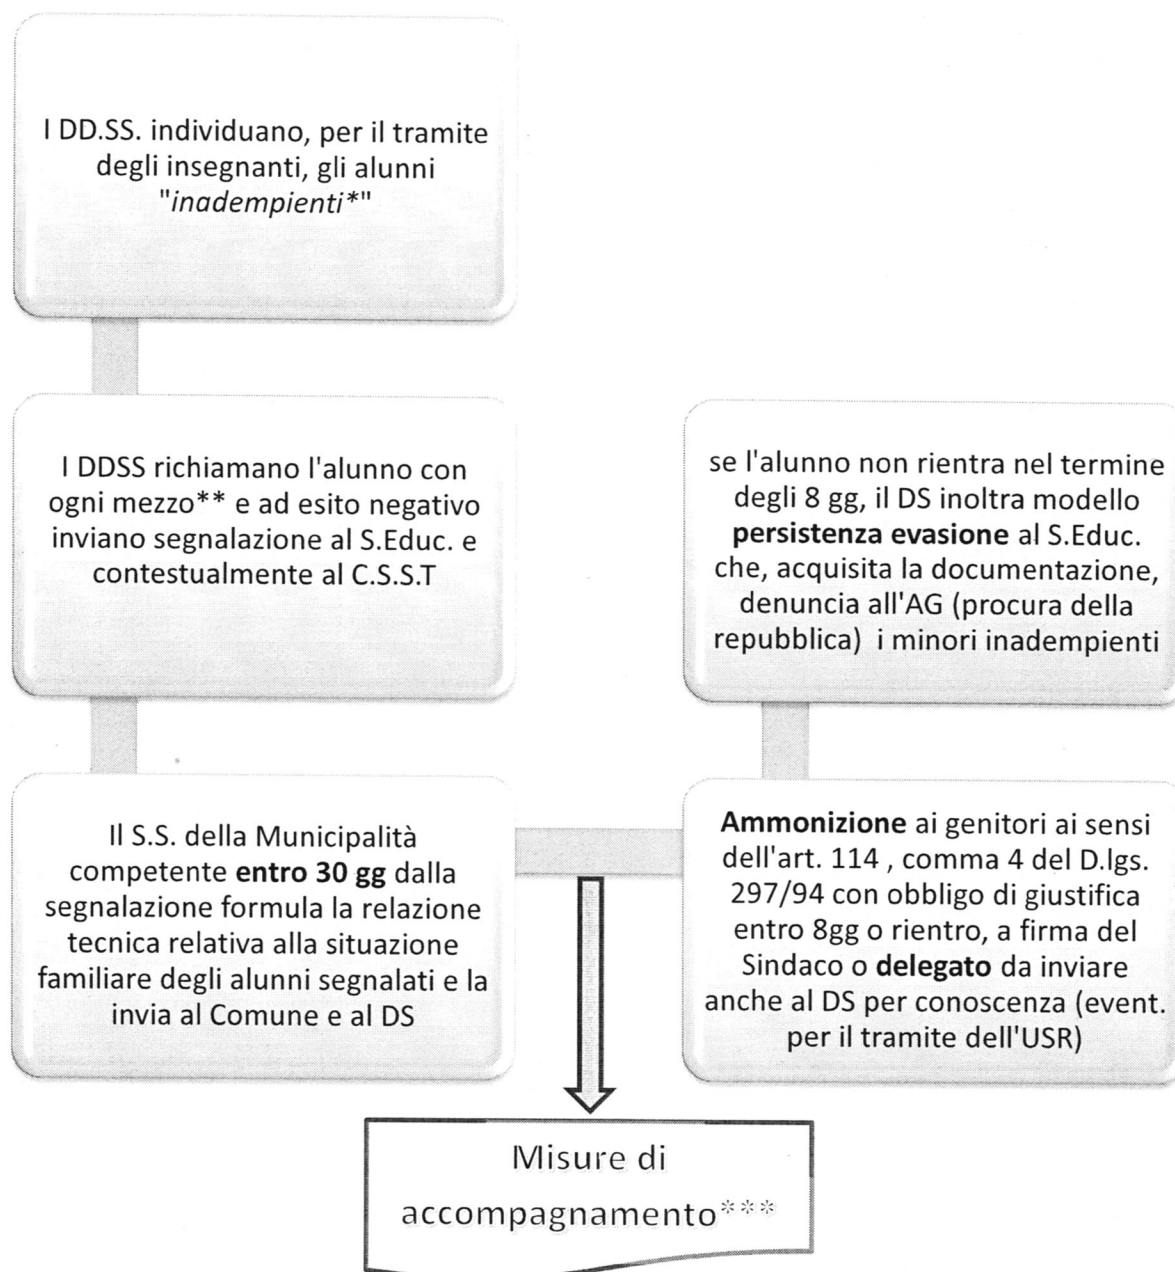 I DD.SS. individuano, per il tramite
degli insegnanti, gli alunni
"inadempienti*"
I DDSS richiamano l'alunno con
ogni mezzo** e ad esito negativo
inviano segnalazione al S.Educ. e
contestualmente al C.S.S.T
Il S.S. della Municipalità
competente entro 30 gg dalla
segnalazione formula la relazione
tecnica relativa alla situazione
familiare degli alunni segnalati e la
invia al Comune e al DS
Ammonizione ai genitori ai sensi
dell'art. 114 , comma 4 del D.lgs.
297/94 con obbligo di giustifica
entro 8gg o rientro, a firma del
Sindaco o delegato da inviare
anche al DS per conoscenza (event.
per il tramite dell'USR)
se l'alunno non rientra nel termine
degli 8 gg, il DS inoltra modello
persistenza evasione al S.Educ.
che, acquisita la documentazione,
denuncia all'AG (procura della
repubblica) i minori inadempienti
Misure di
accompagnamento***